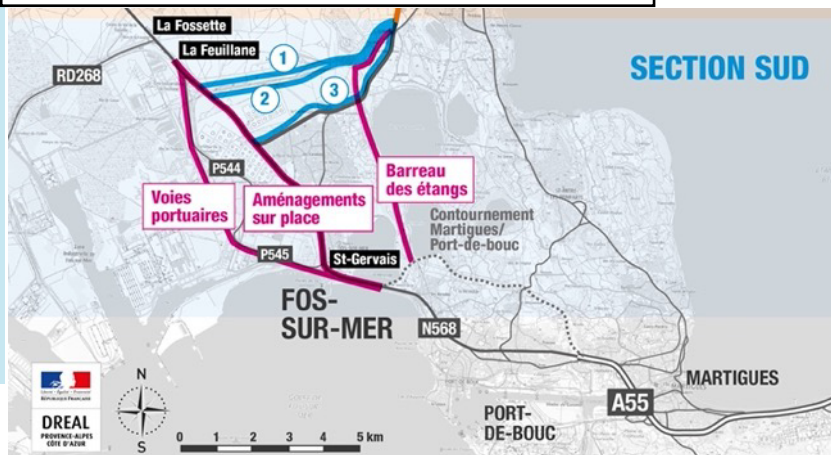 La Fossette
La Feuillane
1
SECTION SUD
RD268
2
3
P544
Barreau
des étangs
Voies
portuaires
Aménagements
sur place
Contournement
Martigues/
Port-de-bouc
St-Gervais
P545
FOS-
SUR-MER
N568
MARTIGUES
A55
PORT-
DE-BOUC
N
S
DREAL
PROVENCE-ALPES
CÔTE D'AZUR
0 1 2 3 4 5 km